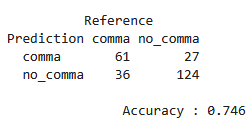 Reference
Prediction comma no_comma
comma 61 27
no_comma 36 124
Accuracy : 0.746